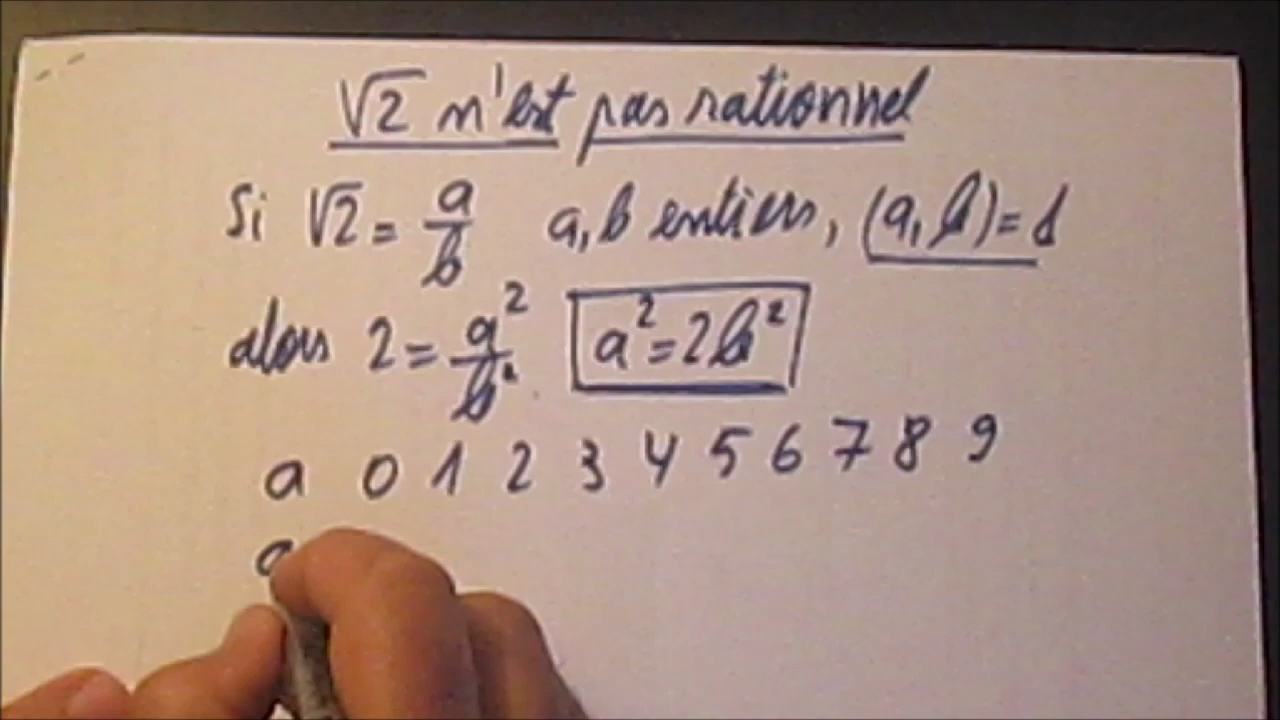 √2 n'est pas rationnel
Si √2 = a/b a, b entiers, (a, b) = 1
alors 2 = a²/b² a² = 2b²
a 0 1 2 3 4 5 6 7 8 9
a